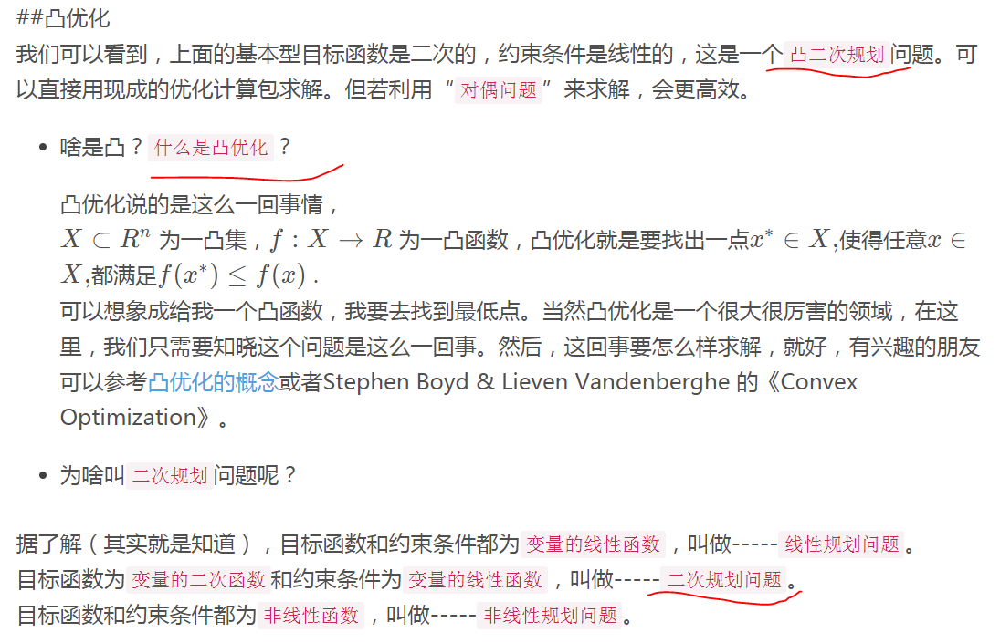 ##凸优化
我们可以看到，上面的基本型目标函数是二次的，约束条件是线性的，这是一个 凸二次规划 问题。可
以直接用现成的优化计算包求解。但若利用 “ 对偶问题 ” 来求解，会更高效。
• 啥是凸？ 什么是凸优化 ？
凸优化说的是这么一回事情，
X ⊂ Rⁿ 为一凸集，f : X → R 为一凸函数，凸优化就是要找出一点x* ∈ X,使得任意x ∈
X,都满足f(x*) ≤ f(x) .
可以想象成给我一个凸函数，我要去找到最低点。当然凸优化是一个很大很厉害的领域，在这
里，我们只需要知晓这个问题是这么一回事。然后，这回事要怎么样求解，就好，有兴趣的朋友
可以参考凸优化的概念或者Stephen Boyd & Lieven Vandenberghe 的《Convex
Optimization》。
• 为啥叫 二次规划 问题呢？
据了解（其实就是知道），目标函数和约束条件都为 变量的线性函数 ，叫做----- 线性规划问题 。
目标函数为 变量的二次函数 和约束条件为 变量的线性函数 ，叫做----- 二次规划问题 。
目标函数和约束条件都为 非线性函数 ，叫做----- 非线性规划问题 。